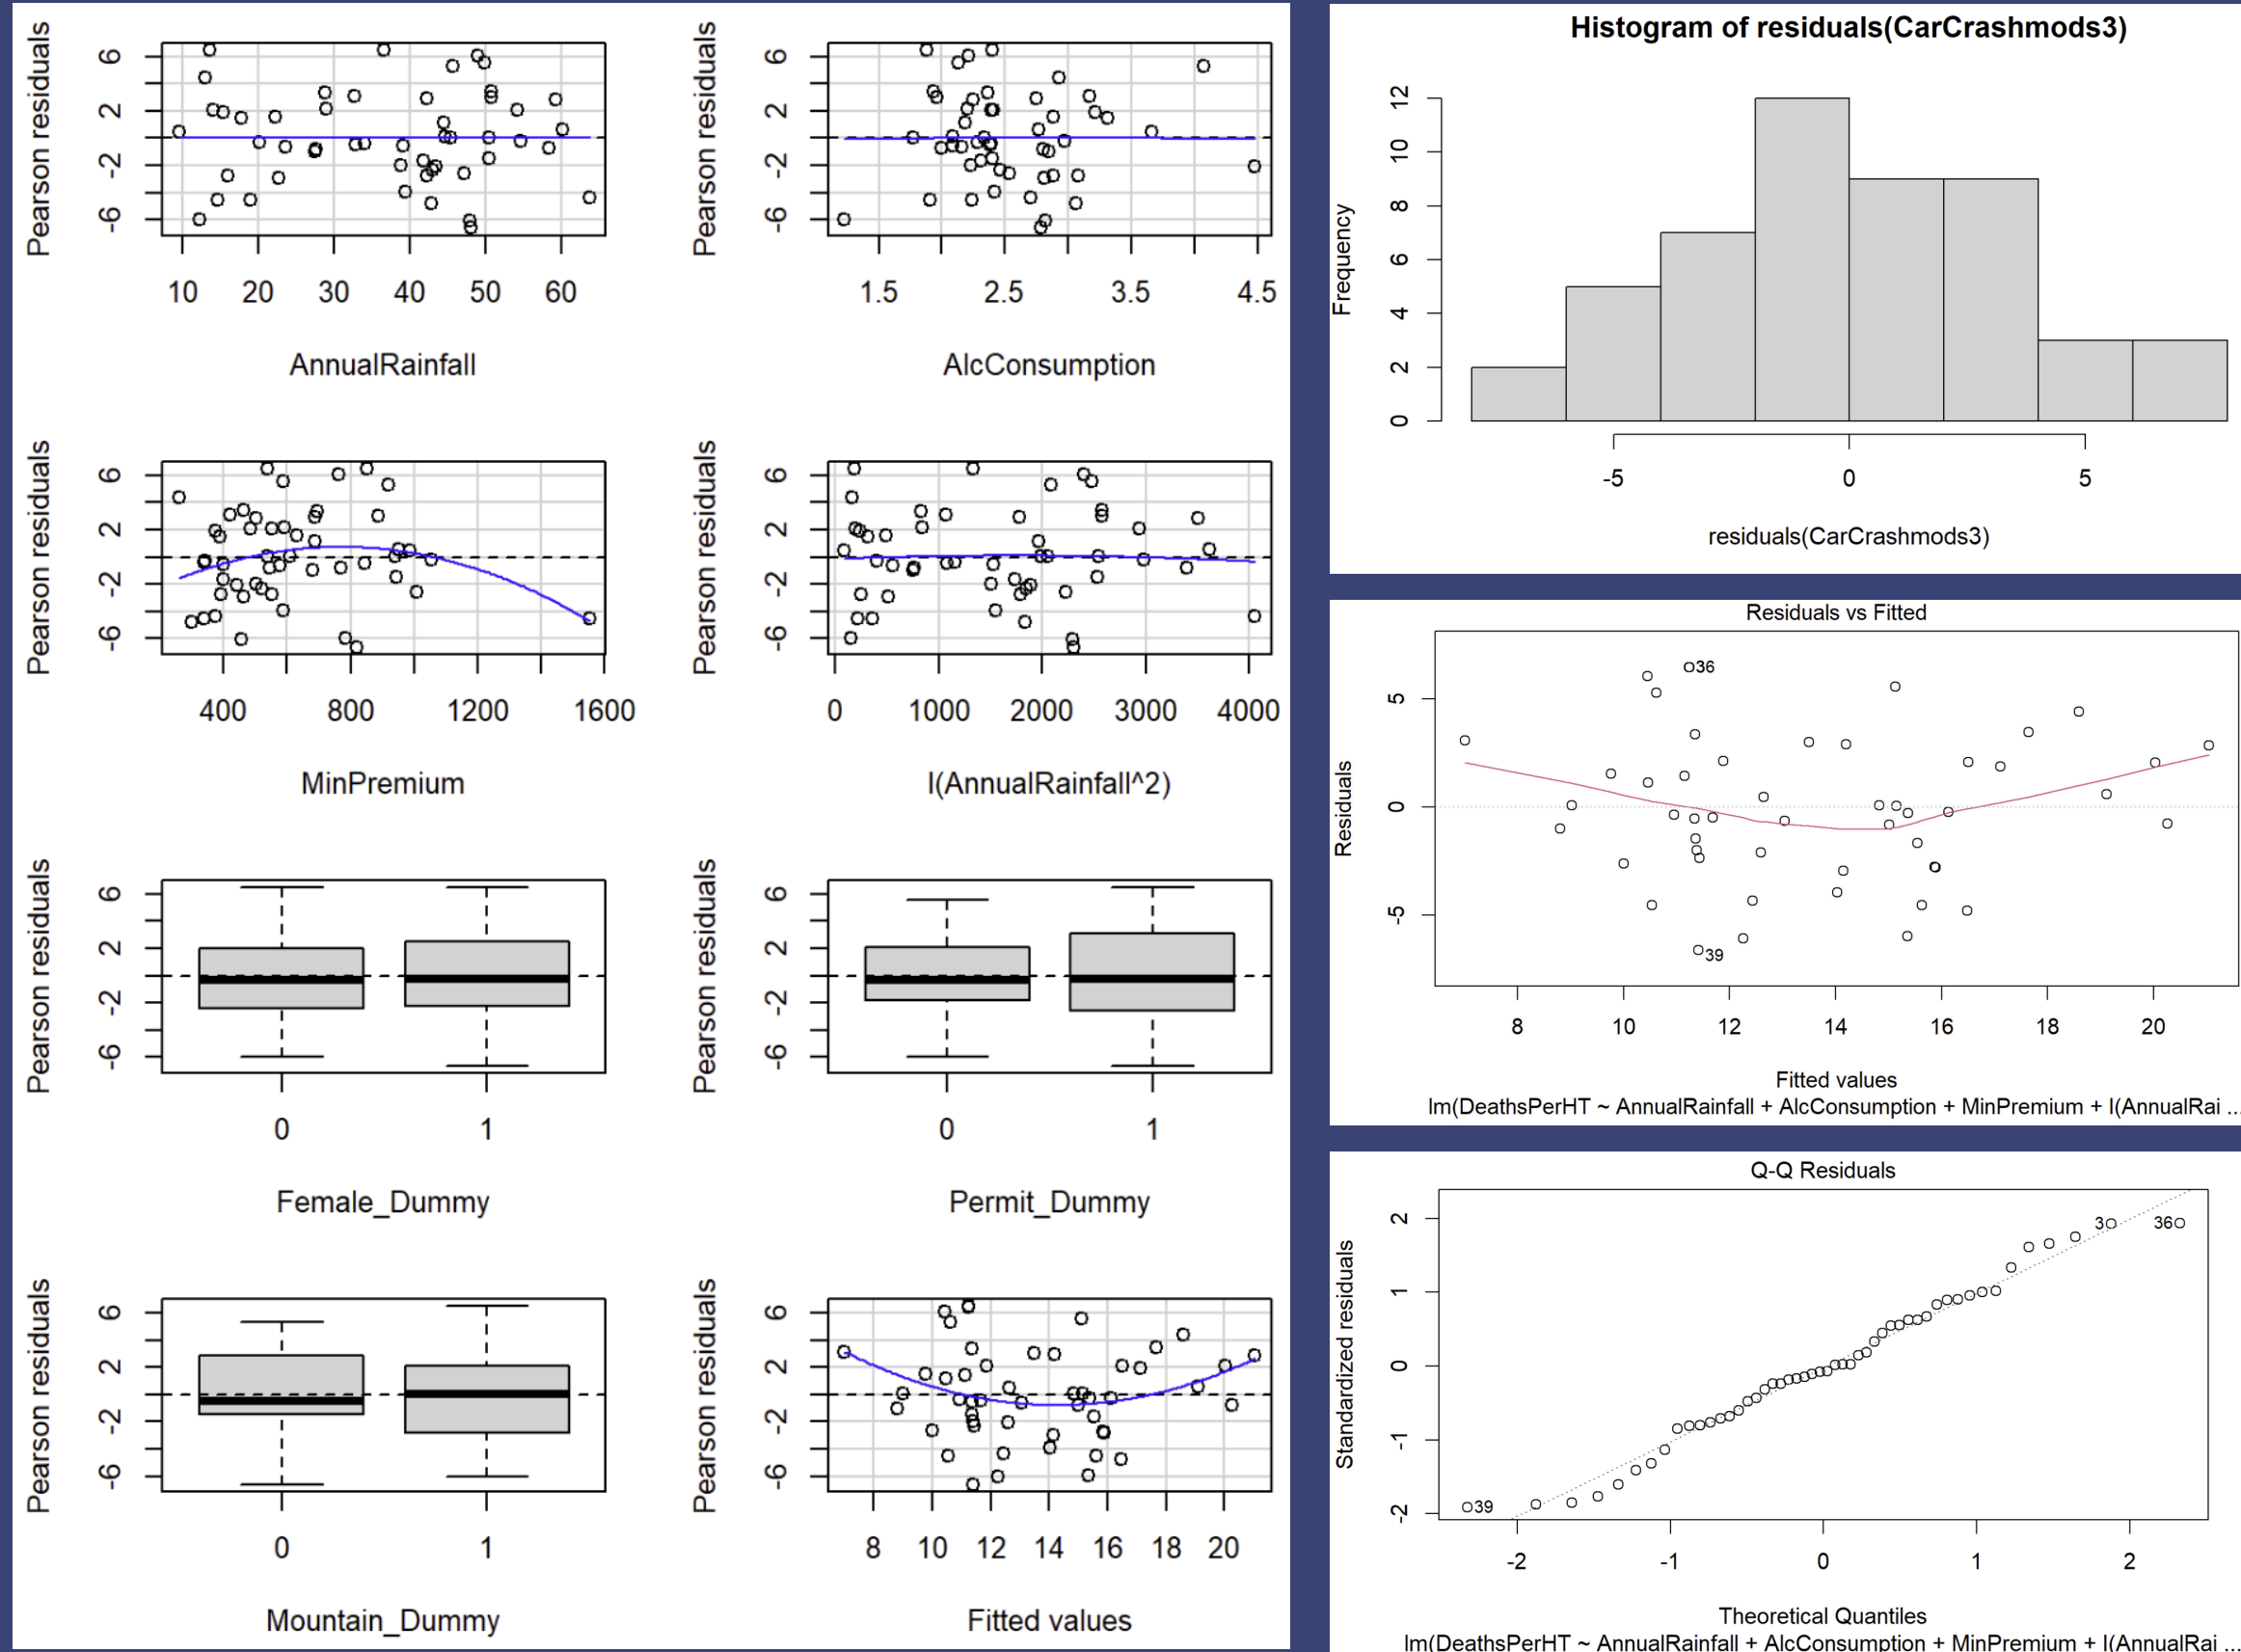 Pearson residuals
6
2
-2
-6
10 20 30 40 50 60
AnnualRainfall
Pearson residuals
6
2
-2
-6
1.5 2.5 3.5 4.5
AlcConsumption
Pearson residuals
6
2
-2
-6
400 800 1200 1600
MinPremium
Pearson residuals
6
2
-2
-6
0 1000 2000 3000 4000
I(AnnualRainfall^2)
Pearson residuals
6
2
-2
-6
0 1
Female_Dummy
Pearson residuals
6
2
-2
-6
0 1
Permit_Dummy
Pearson residuals
6
2
-2
-6
0 1
Mountain_Dummy
Pearson residuals
6
2
-2
-6
8 10 12 14 16 18 20
Fitted values
Histogram of residuals(CarCrashmods3)
Frequency
12
10
8
6
4
2
0
-5 0 5
residuals(CarCrashmods3)
Residuals vs Fitted
Residuals
5
0
-5
36
39
8 10 12 14 16 18 20
Fitted values
lm(DeathsPerHT ~ AnnualRainfall + AlcConsumption + MinPremium + I(AnnualRai ...
Q-Q Residuals
Standardized residuals
2
1
0
-1
-2
3 36
39
-2 -1 0 1 2
Theoretical Quantiles
lm(DeathsPerHT ~ AnnualRainfall + AlcConsumption + MinPremium + I(AnnualRai ...